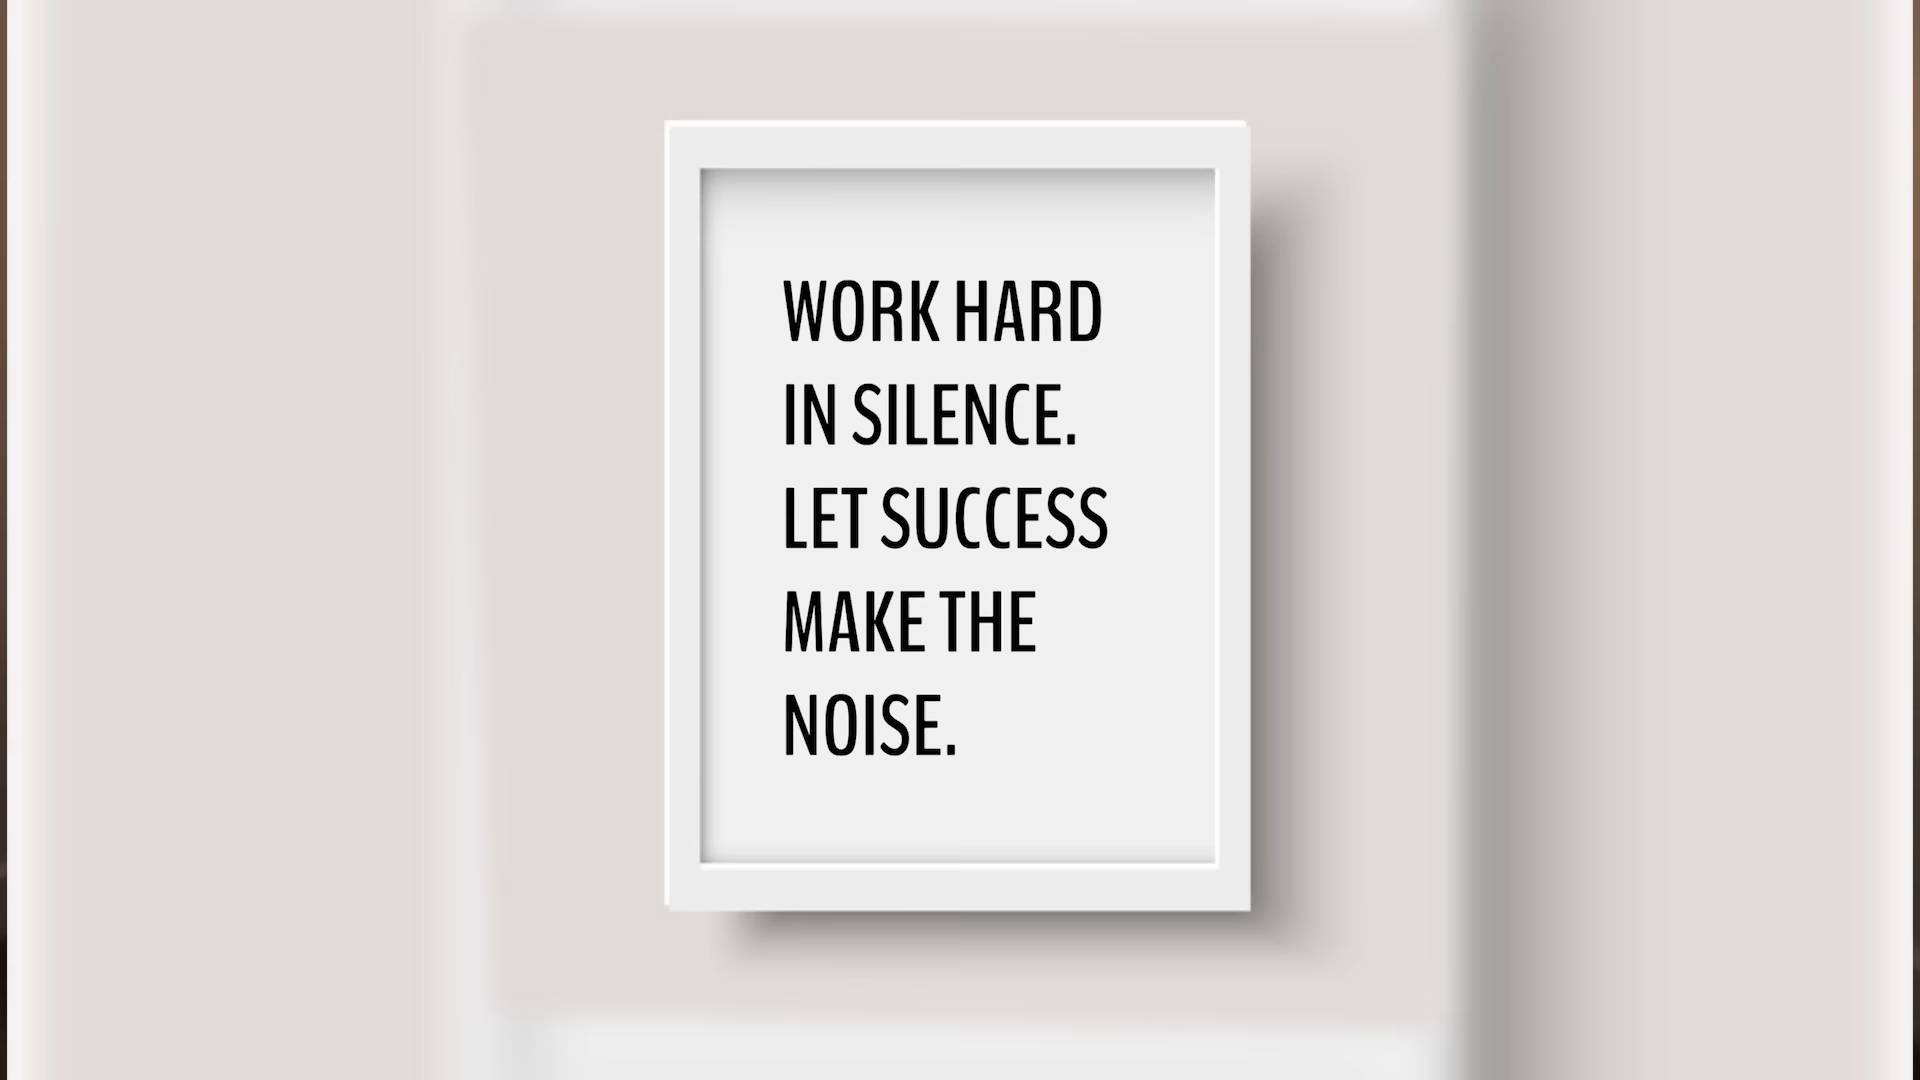 WORK HARD
IN SILENCE.
LET SUCCESS
MAKE THE
NOISE.